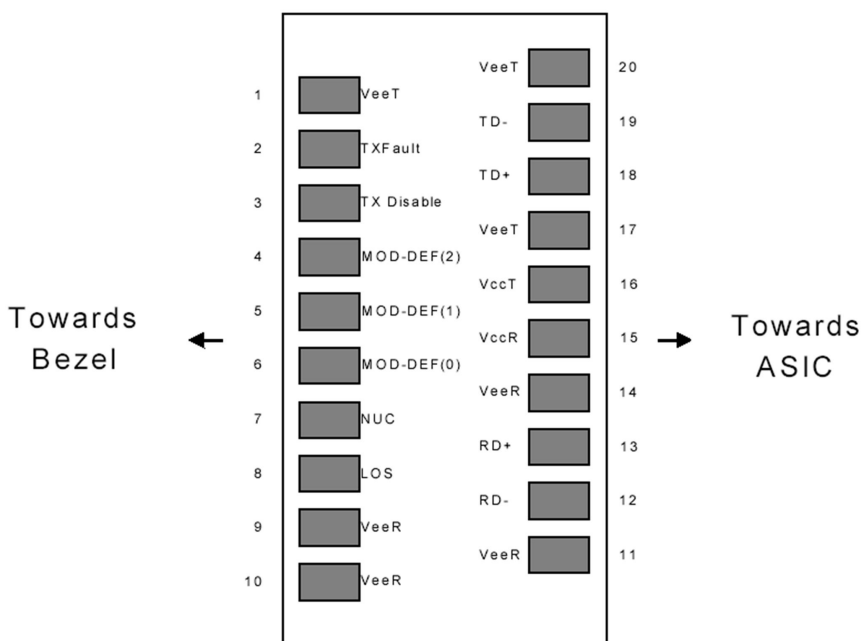 VeeT 20
1 VeeT
TD- 19
2 TXFault
TD+ 18
3 TX Disable
VeeT 17
4 MOD-DEF(2)
VccT 16
5 MOD-DEF(1)
Towards
Bezel
VccR 15
Towards
ASIC
6 MOD-DEF(0)
VeeR 14
7 NUC
RD+ 13
8 LOS
RD- 12
9 VeeR
VeeR 11
10 VeeR